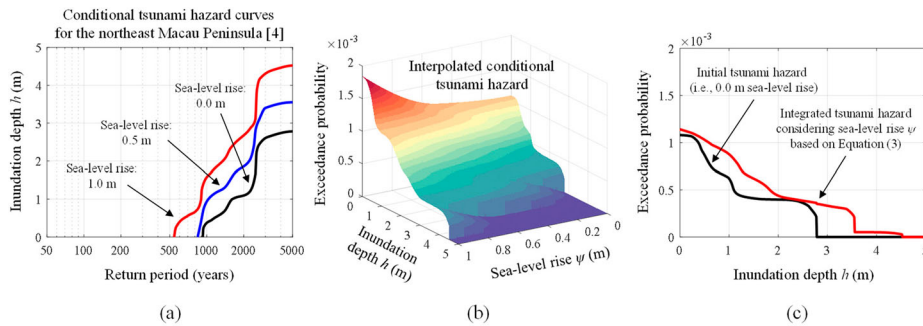 Conditional tsunami hazard curves
for the northeast Macau Peninsula [4]
Inundation depth h (m)
5
4
3
2
1
0
Sea-level rise:
0.0 m
Sea-level rise:
0.5 m
Sea-level rise:
1.0 m
50
100
200
500
1000
2000
5000
Return period (years)
(a)
×10⁻³
Interpolated conditional
tsunami hazard
Exceedance probability
2
1.5
1
0.5
0
0
1
2
3
4
5
Inundation
depth h (m)
1
0.8
0.6
0.4
0.2
0
Sea-level rise ψ (m)
(b)
×10⁻³
Exceedance probability
2
1.5
1
0.5
0
Initial tsunami hazard
(i.e., 0.0 m sea-level rise)
Integrated tsunami hazard
considering sea-level rise ψ
based on Equation (3)
0
1
2
3
4
Inundation depth h (m)
(c)